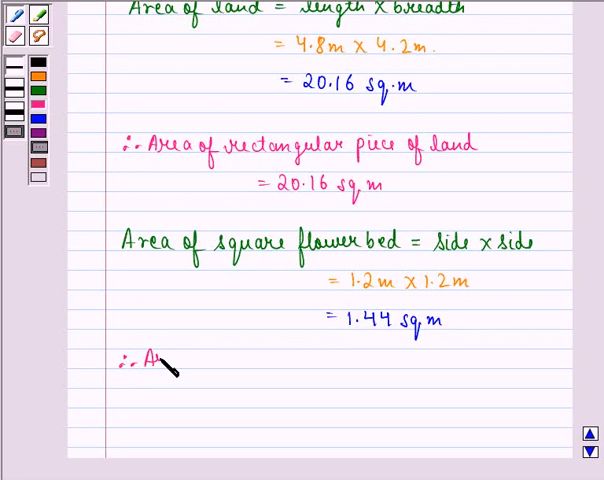 Area of land = length X breadth
= 4.8m X 4.2m.
= 20.16 sq.m
∴ Area of rectangular piece of land
= 20.16 sq.m
Area of square flower bed = side X side
= 1.2m X 1.2m
= 1.44 sq.m
∴ A